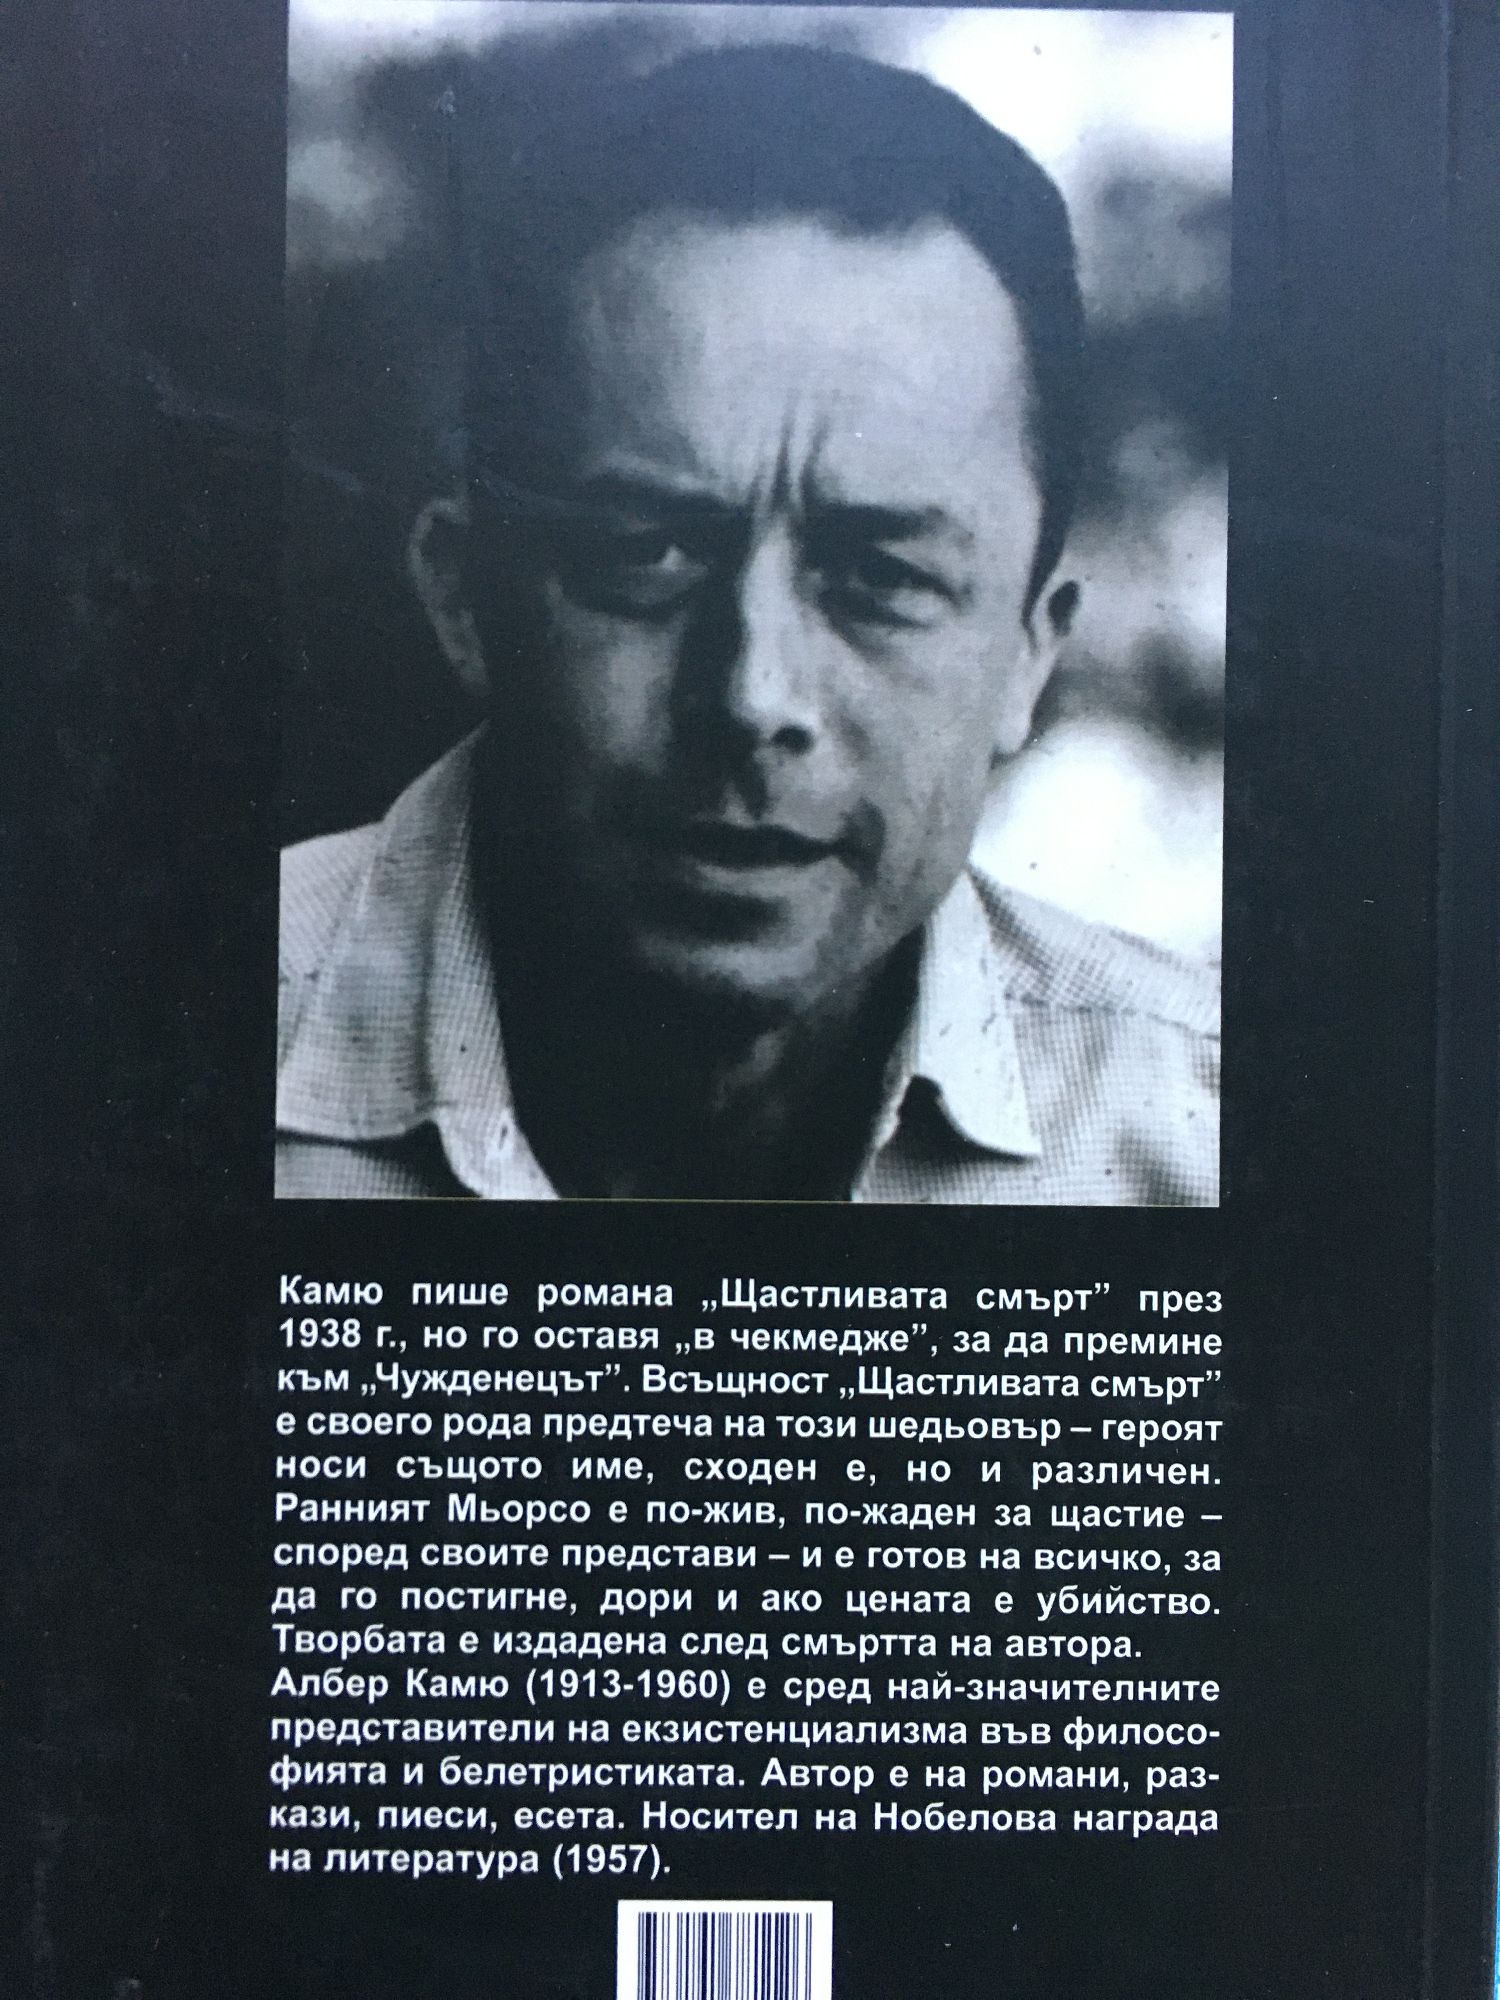 Камю пише романа „Щастливата смърт” през
1938 г., но го оставя „в чекмедже”, за да премине
към „Чужденецът”. Всъщност „Щастливата смърт”
е своего рода предтеча на този шедьовър – героят
носи същото име, сходен е, но и различен.
Ранният Мьорсо е по-жив, по-жаден за щастие –
според своите представи – и е готов на всичко, за
да го постигне, дори и ако цената е убийство.
Творбата е издадена след смъртта на автора.
Албер Камю (1913-1960) е сред най-значителните
представители на екзистенциализма във филосо-
фията и белетристиката. Автор е на романи, раз-
кази, пиеси, есета. Носител на Нобелова награда
на литература (1957).